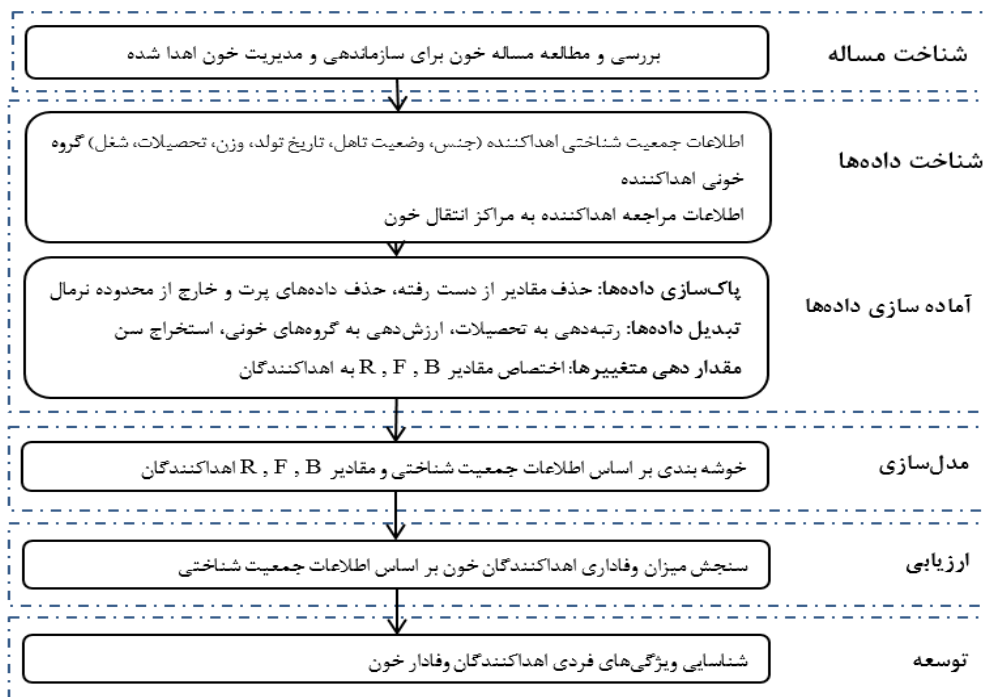 شناخت مساله
بررسی و مطالعه مساله خون برای سازماندهی و مدیریت خون اهدا شده
شناخت داده‌ها
اطلاعات جمعیت شناختی اهداکننده (جنس، وضعیت تاهل، تاریخ تولد، وزن، تحصیلات، شغل) گروه
خونی اهداکننده
اطلاعات مراجعه اهداکننده به مراکز انتقال خون
آماده سازی داده‌ها
پاک‌سازی داده‌ها: حذف مقادیر از دست رفته، حذف داده‌های پرت و خارج از محدوده نرمال
تبدیل داده‌ها: رتبه‌دهی به تحصیلات، ارزش‌دهی به گروه‌های خونی، استخراج سن
مقدار دهی متغییرها: اختصاص مقادیر R , F , B به اهداکنندگان
مدل‌سازی
خوشه بندی بر اساس اطلاعات جمعیت شناختی و مقادیر R , F , B اهداکنندگان
ارزیابی
سنجش میزان وفاداری اهداکنندگان خون بر اساس اطلاعات جمعیت شناختی
توسعه
شناسایی ویژگی‌های فردی اهداکنندگان وفادار خون